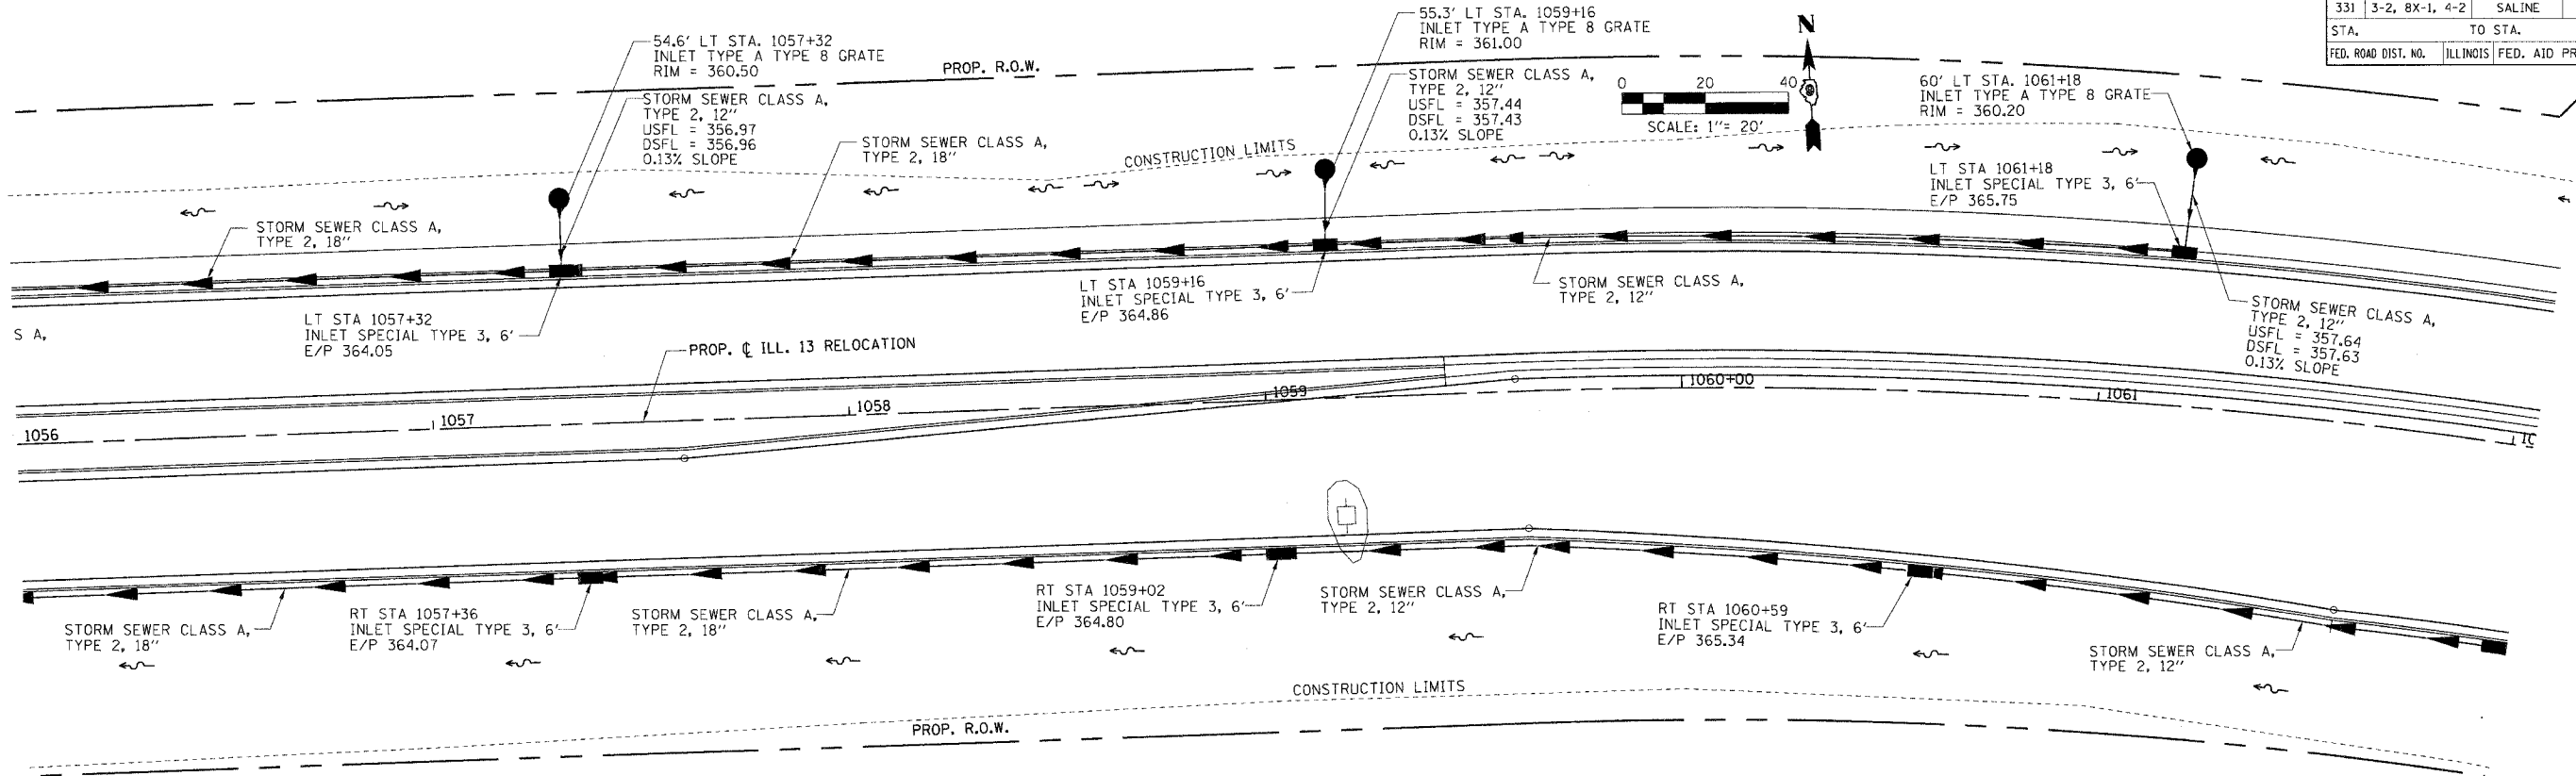 331 3-2, 8X-1, 4-2 SALINE
STA. TO STA.
FED. ROAD DIST. NO. ILLINOIS FED. AID PR
54.6' LT STA. 1057+32
INLET TYPE A TYPE 8 GRATE
RIM = 360.50
PROP. R.O.W.
55.3' LT STA. 1059+16
INLET TYPE A TYPE 8 GRATE
RIM = 361.00
N
STORM SEWER CLASS A,
TYPE 2, 12"
USFL = 356.97
DSFL = 356.96
0.13% SLOPE
STORM SEWER CLASS A,
TYPE 2, 18"
CONSTRUCTION LIMITS
STORM SEWER CLASS A,
TYPE 2, 12"
USFL = 357.44
DSFL = 357.43
0.13% SLOPE
0 20 40
SCALE: 1"= 20'
60' LT STA. 1061+18
INLET TYPE A TYPE 8 GRATE
RIM = 360.20
LT STA 1061+18
INLET SPECIAL TYPE 3, 6'
E/P 365.75
STORM SEWER CLASS A,
TYPE 2, 18"
LT STA 1057+32
INLET SPECIAL TYPE 3, 6'
E/P 364.05
LT STA 1059+16
INLET SPECIAL TYPE 3, 6'
E/P 364.86
STORM SEWER CLASS A,
TYPE 2, 12"
STORM SEWER CLASS A,
TYPE 2, 12"
USFL = 357.64
DSFL = 357.63
0.13% SLOPE
S A,
PROP. ℄ ILL. 13 RELOCATION
1056
1057
1058
1059
1060+00
1061
1C
STORM SEWER CLASS A,
TYPE 2, 18"
RT STA 1057+36
INLET SPECIAL TYPE 3, 6'
E/P 364.07
STORM SEWER CLASS A,
TYPE 2, 18"
RT STA 1059+02
INLET SPECIAL TYPE 3, 6'
E/P 364.80
STORM SEWER CLASS A,
TYPE 2, 12"
RT STA 1060+59
INLET SPECIAL TYPE 3, 6'
E/P 365.34
STORM SEWER CLASS A,
TYPE 2, 12"
CONSTRUCTION LIMITS
PROP. R.O.W.